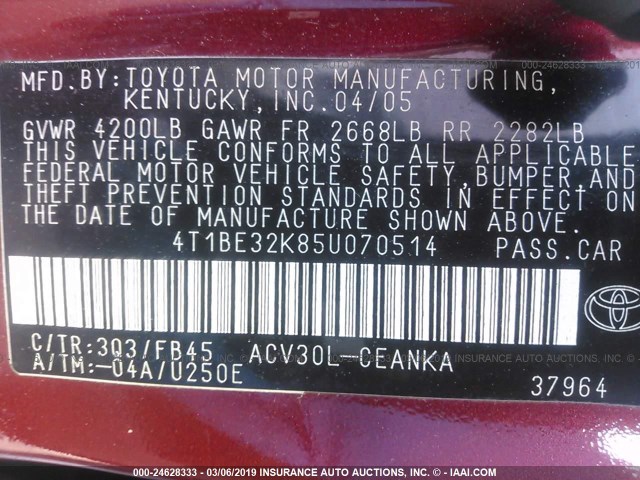 MFD.BY:TOYOTA MOTOR MANUFACTURING,
KENTUCKY,INC.04/05
GVWR 4200LB GAWR FR 2668LB RR 2282LB
THIS VEHICLE CONFORMS TO ALL APPLICABLE
FEDERAL MOTOR VEHICLE SAFETY,BUMPER,AND
THEFT PREVENTION STANDARDS IN EFFECT ON
THE DATE OF MANUFACTURE SHOWN ABOVE.
4T1BE32K85U070514 PASS.CAR
C/TR:3Q3/FB45 ACV30L-CEANKA
A/TM:-04A/U250E
37964
000-24628333 - 03/06/2019 INSURANCE AUTO AUCTIONS, INC. - IAAI.COM